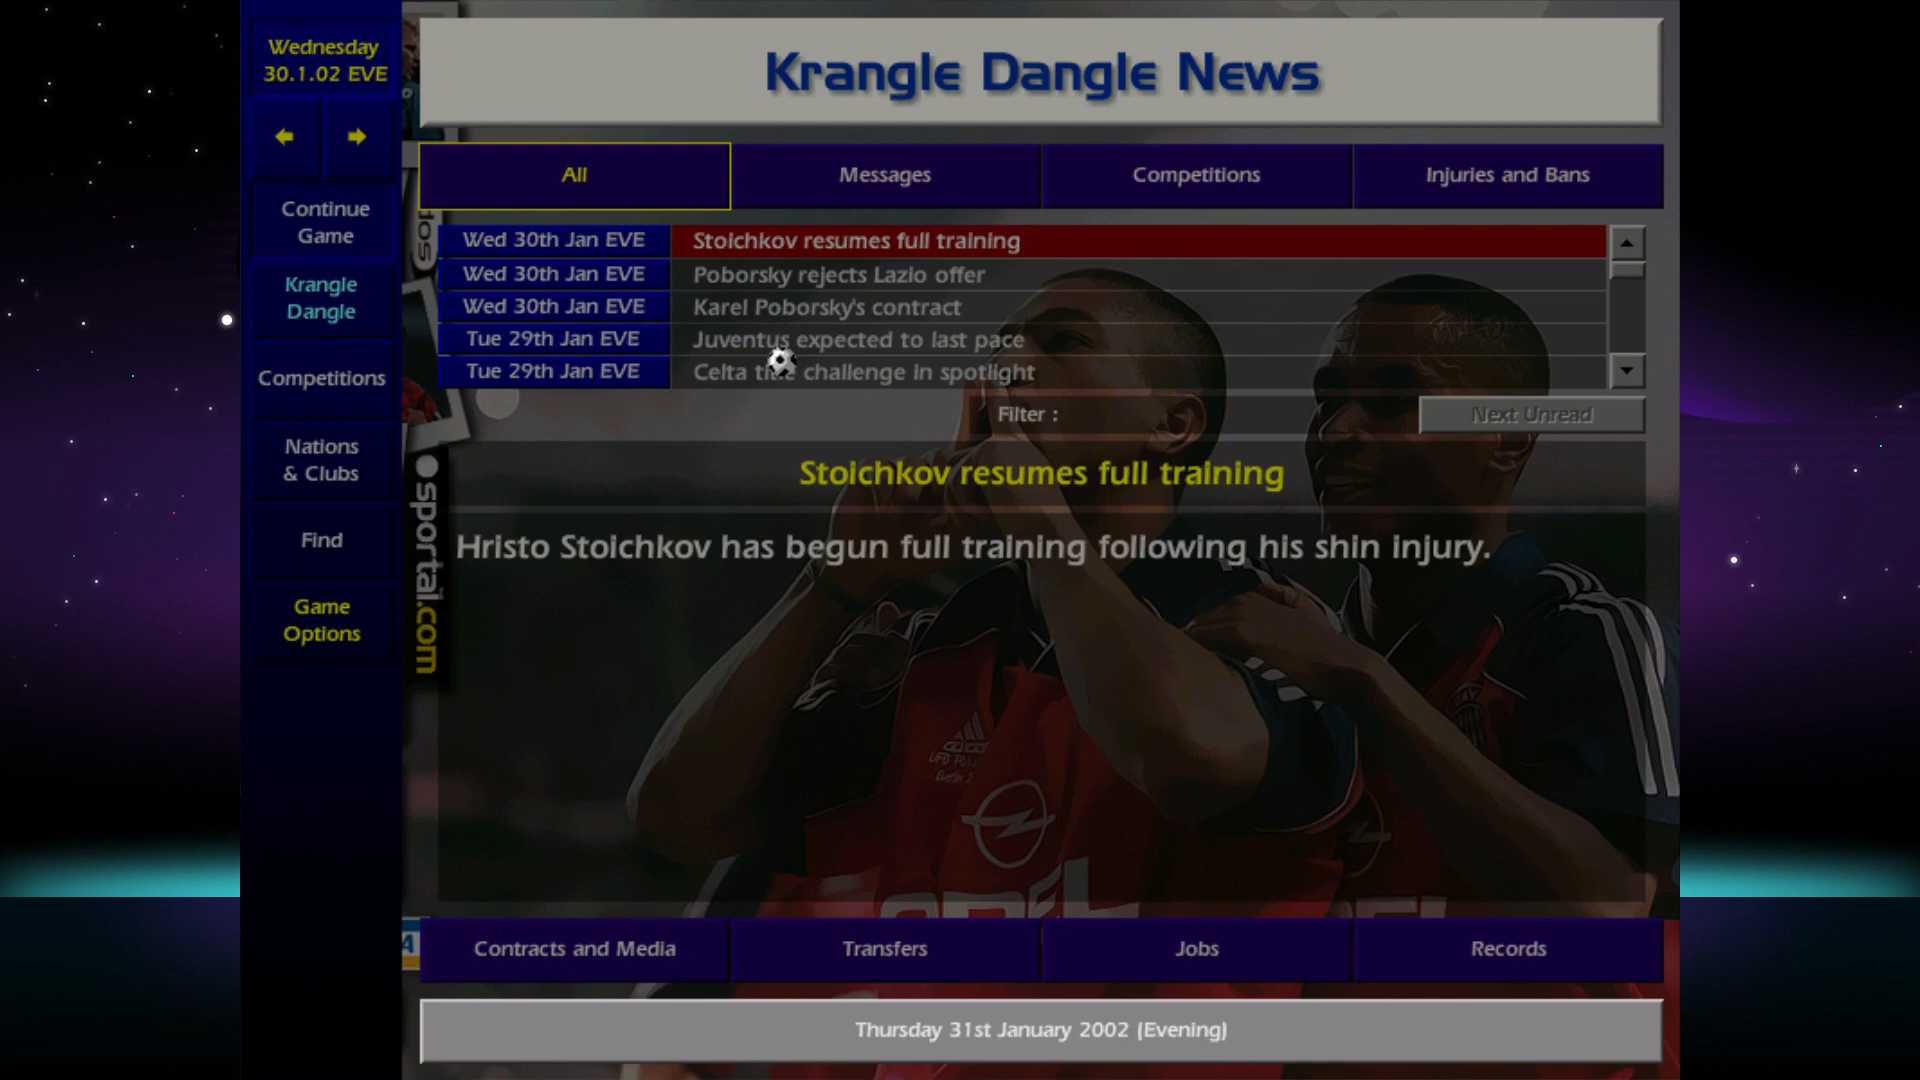 Wednesday
30.1.02 EVE
Continue
Game
Krangle
Dangle
Competitions
Nations
& Clubs
Find
Game
Options
Krangle Dangle News
All
Messages
Competitions
Injuries and Bans
Wed 30th Jan EVE Stoichkov resumes full training
Wed 30th Jan EVE Poborsky rejects Lazio offer
Wed 30th Jan EVE Karel Poborsky's contract
Tue 29th Jan EVE Juventus expected to last pace
Tue 29th Jan EVE Celta title challenge in spotlight
Filter :
Next Unread
Stoichkov resumes full training
Hristo Stoichkov has begun full training following his shin injury.
sportal.com
adidas
OPEL
Contracts and Media
Transfers
Jobs
Records
Thursday 31st January 2002 (Evening)